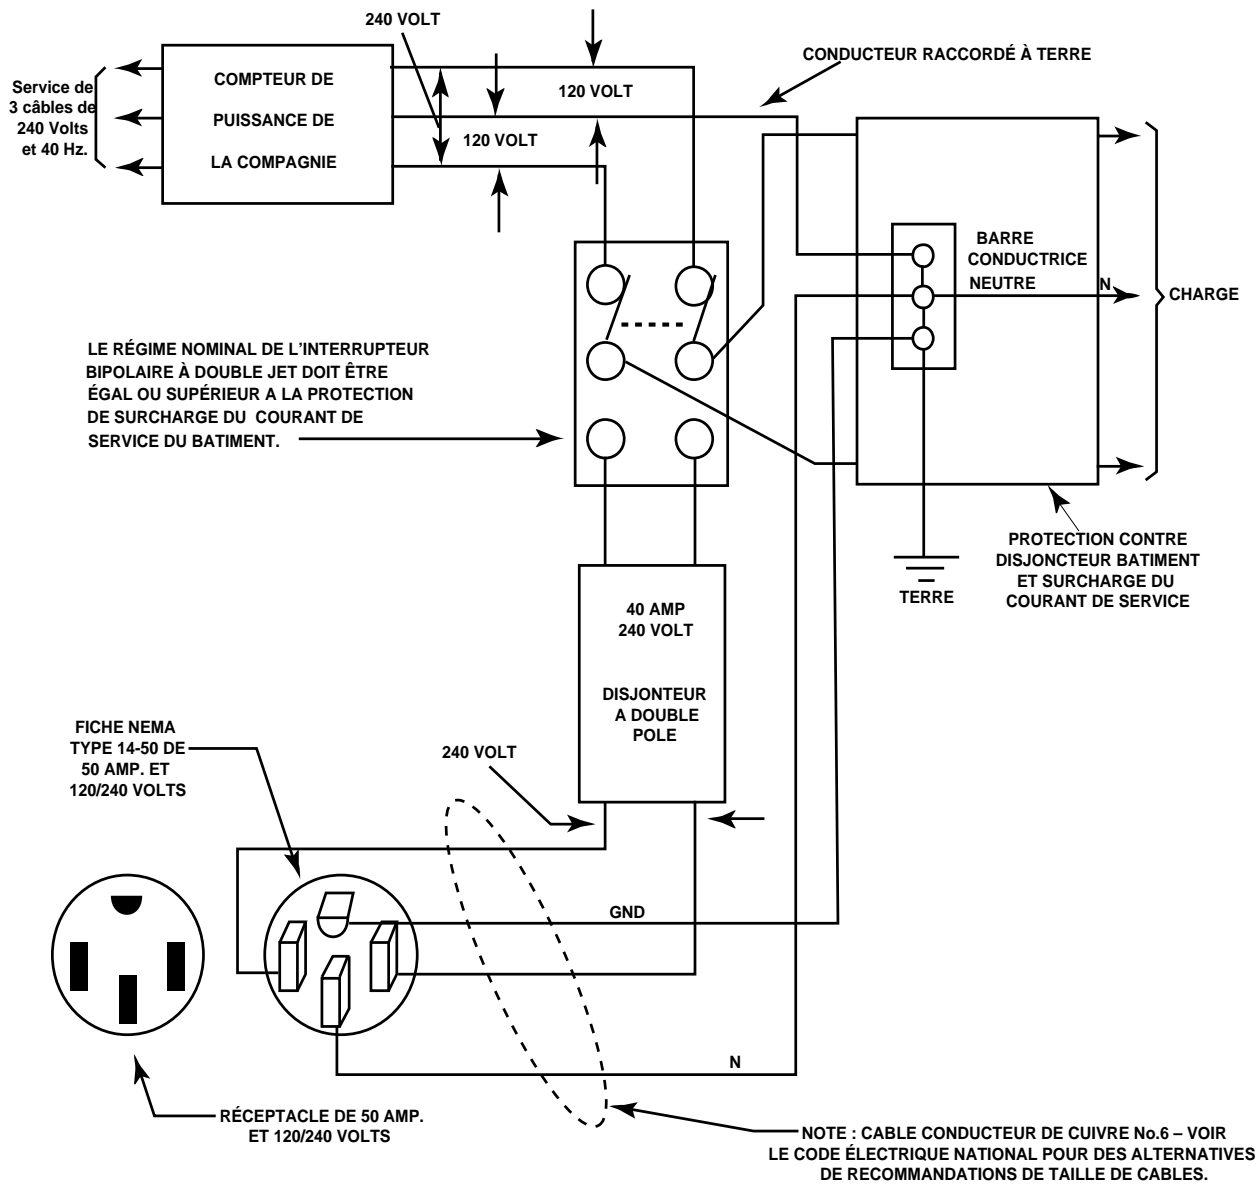 240 VOLT
CONDUCTEUR RACCORDÉ À TERRE
Service de
3 câbles de
240 Volts
et 40 Hz.
COMPTEUR DE
PUISSANCE DE
LA COMPAGNIE
120 VOLT
120 VOLT
BARRE
CONDUCTRICE
NEUTRE
N
CHARGE
LE RÉGIME NOMINAL DE L'INTERRUPTEUR
BIPOLAIRE À DOUBLE JET DOIT ÊTRE
ÉGAL OU SUPÉRIEUR A LA PROTECTION
DE SURCHARGE DU COURANT DE
SERVICE DU BATIMENT.
PROTECTION CONTRE
DISJONCTEUR BATIMENT
ET SURCHARGE DU
COURANT DE SERVICE
TERRE
40 AMP
240 VOLT
DISJONTEUR
A DOUBLE
POLE
FICHE NEMA
TYPE 14-50 DE
50 AMP. ET
120/240 VOLTS
240 VOLT
GND
N
RÉCEPTACLE DE 50 AMP.
ET 120/240 VOLTS
NOTE : CABLE CONDUCTEUR DE CUIVRE No.6 – VOIR
LE CODE ÉLECTRIQUE NATIONAL POUR DES ALTERNATIVES
DE RECOMMANDATIONS DE TAILLE DE CABLES.